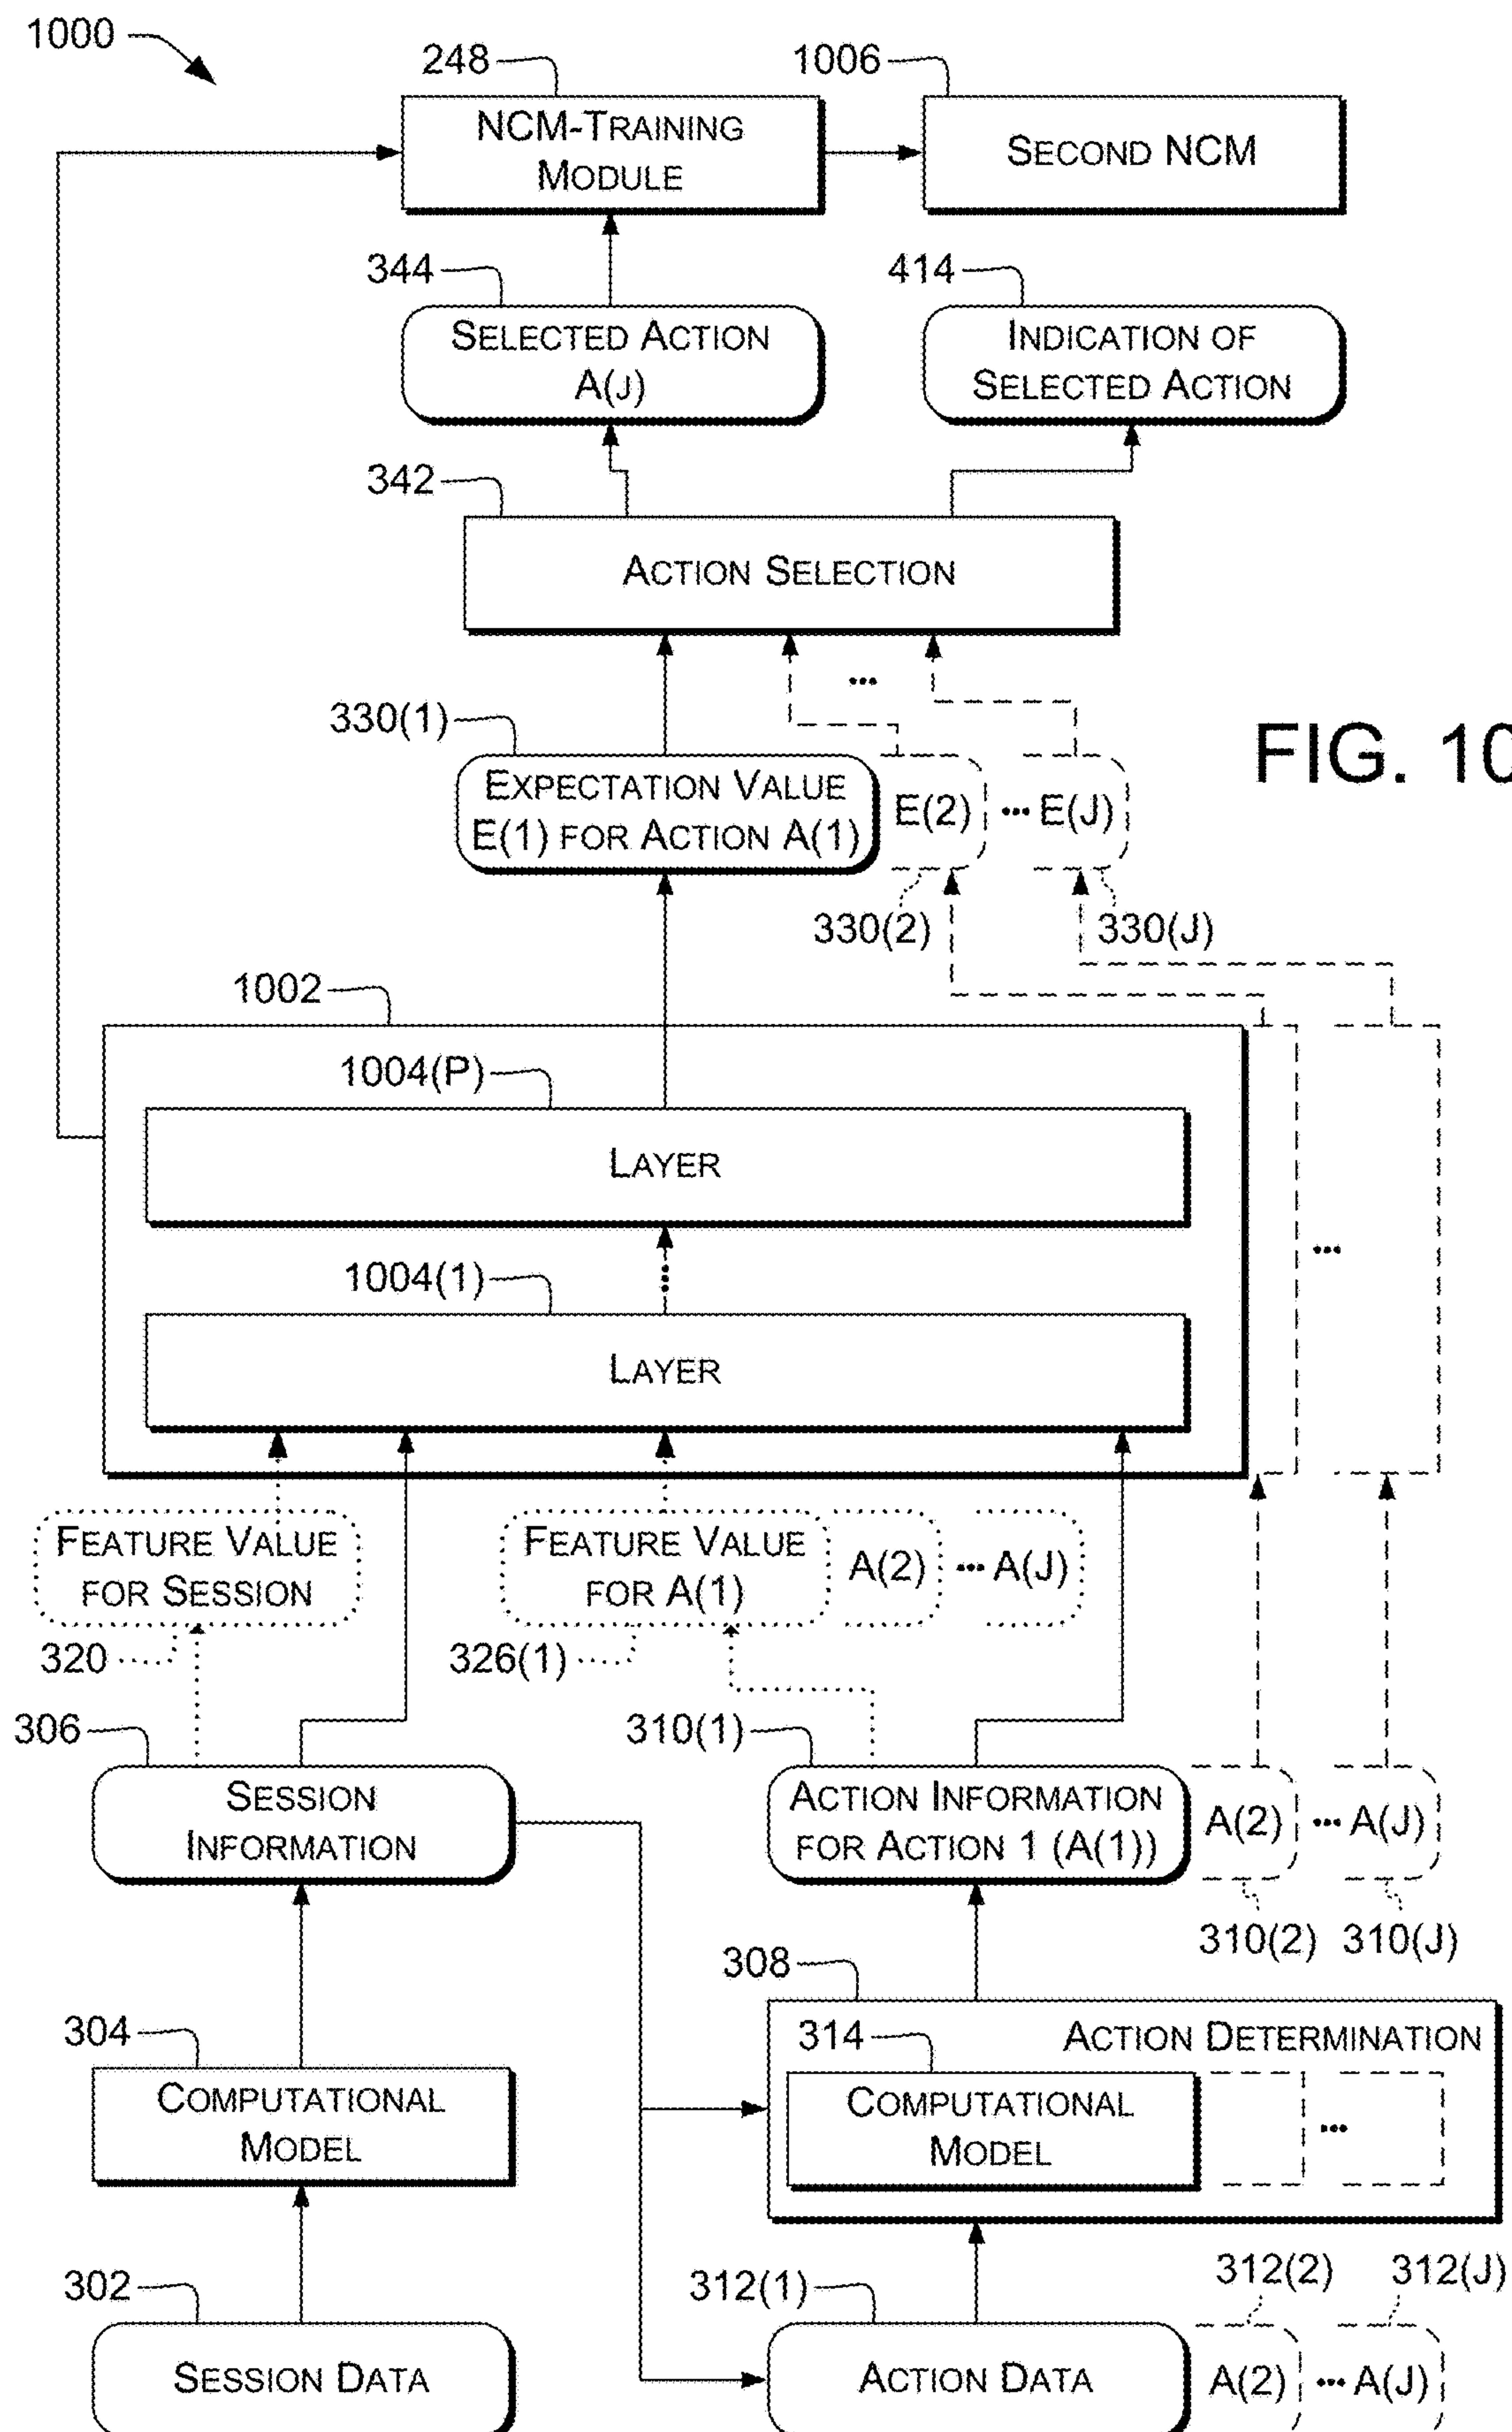 1000
248
1006
NCM-TRAINING
MODULE
SECOND NCM
344
414
SELECTED ACTION
A(J)
INDICATION OF
SELECTED ACTION
342
ACTION SELECTION
...
330(1)
FIG. 10
EXPECTATION VALUE
E(1) FOR ACTION A(1)
E(2)
... E(J)
330(2)
330(J)
1002
1004(P)
LAYER
...
1004(1)
...
LAYER
FEATURE VALUE
FOR SESSION
FEATURE VALUE
FOR A(1)
A(2)
... A(J)
320
326(1)
306
310(1)
SESSION
INFORMATION
ACTION INFORMATION
FOR ACTION 1 (A(1))
A(2)
... A(J)
310(2)
310(J)
308
304
314
ACTION DETERMINATION
COMPUTATIONAL
MODEL
COMPUTATIONAL
MODEL
...
302
312(1)
312(2)
312(J)
SESSION DATA
ACTION DATA
A(2)
... A(J)